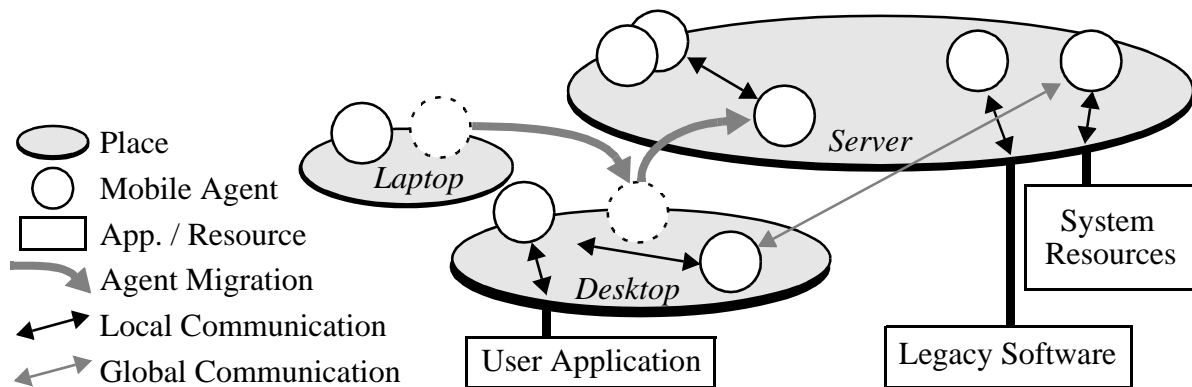 Place
Mobile Agent
App. / Resource
Agent Migration
Local Communication
Global Communication
Laptop
Desktop
Server
User Application
Legacy Software
System
Resources